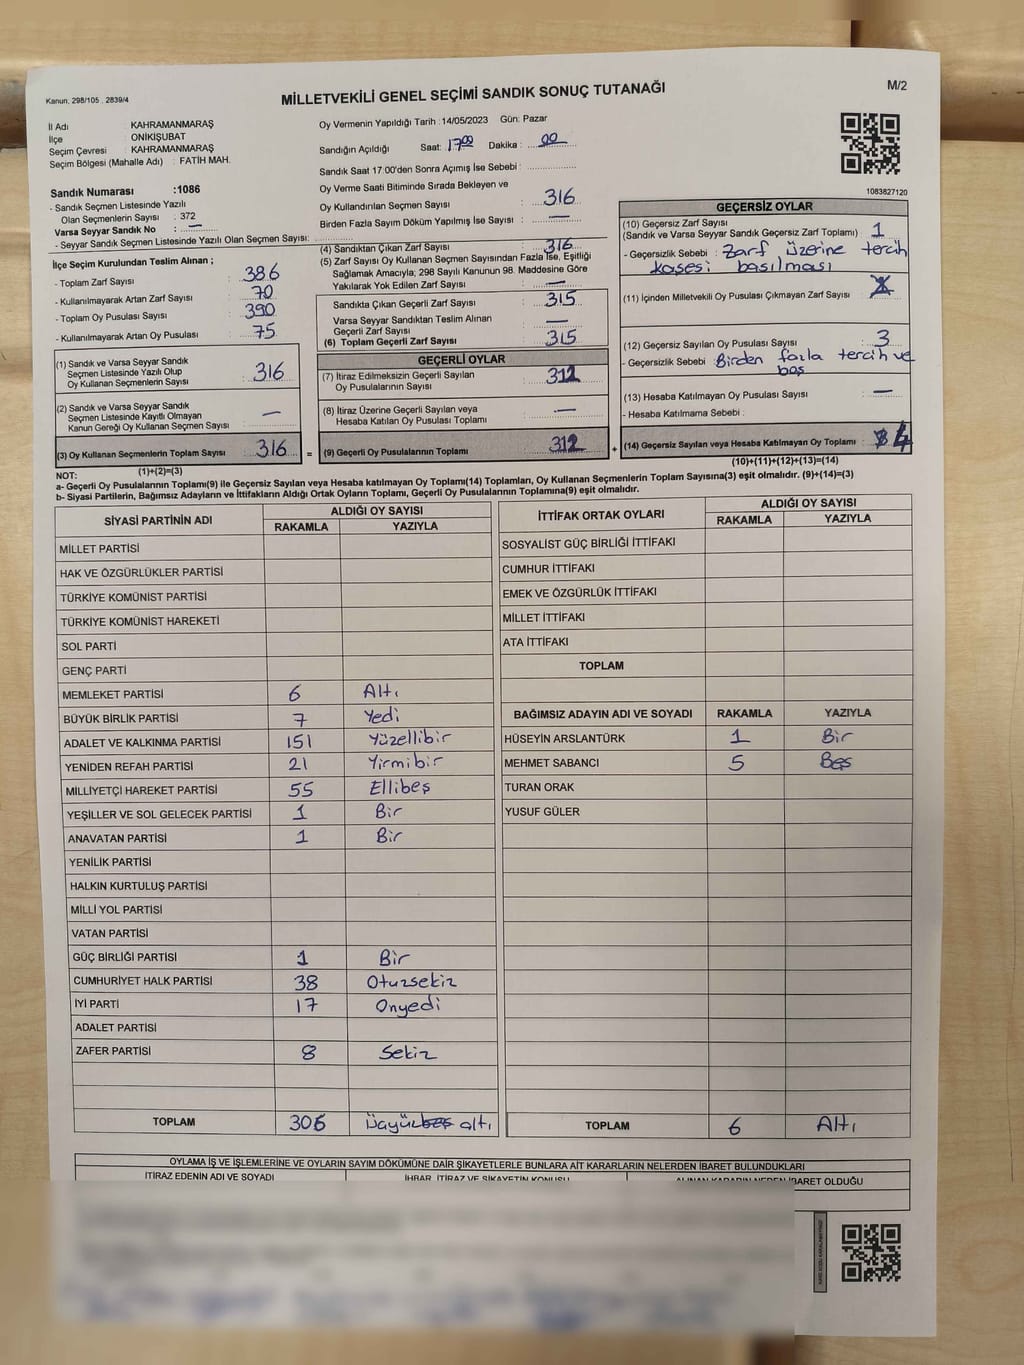 Kanun, 298/105 . 2839/4
MİLLETVEKİLİ GENEL SEÇİMİ SANDIK SONUÇ TUTANAĞI
M/2
İl Adı KAHRAMANMARAŞ
İlçe ONİKİŞUBAT
Seçim Çevresi : KAHRAMANMARAŞ
Seçim Bölgesi (Mahalle Adı) : FATİH MAH.
Sandık Numarası :1086
- Sandık Seçmen Listesinde Yazılı
Olan Seçmenlerin Sayısı : 372
Varsa Seyyar Sandık No : —
- Seyyar Sandık Seçmen Listesinde Yazılı Olan Seçmen Sayısı:
Oy Vermenin Yapıldığı Tarih :14/05/2023 Gün: Pazar
Sandığın Açıldığı Saat: 17 00 Dakika : 00
Sandık Saat 17:00'den Sonra Açımış İse Sebebi :
Oy Verme Saati Bitiminde Sırada Bekleyen ve
Oy Kullandırılan Seçmen Sayısı : 316
Birden Fazla Sayım Döküm Yapılmış İse Sayısı : —
1083827120
İlçe Seçim Kurulundan Teslim Alınan ;
- Toplam Zarf Sayısı : 386
- Kullanılmayarak Artan Zarf Sayısı : 70
- Toplam Oy Pusulası : 390
- Kullanılmayarak Artan Oy Pusulası : 75
(1) Sandık ve Varsa Seyyar Sandık
Seçmen Listesinde Yazılı Olup
Oy Kullanan Seçmenlerin Sayısı : 316
(2) Sandık ve Varsa Seyyar Sandık
Seçmen Listesinde Kayıtlı Olmayan
Kanun Gereği Oy Kullanan Seçmen Sayısı : —
(3) Oy Kullanan Seçmenlerin Toplam Sayısı : 316
(1)+(2)=(3)
(4) Sandıktan Çıkan Zarf Sayısı : 316
(5) Zarf Sayısı Oy Kullanan Seçmen Sayısından Fazla İse, Eşitliği
Sağlamak Amacıyla; 298 Sayılı Kanunun 98. Maddesine Göre
Yakılarak Yok Edilen Zarf Sayısı : —
Sandıkta Çıkan Geçerli Zarf Sayısı : 315
Varsa Seyyar Sandıktan Teslim Alınan
Geçerli Zarf Sayısı : —
(6) Toplam Geçerli Zarf Sayısı : 315
GEÇERLİ OYLAR
(7) İtiraz Edilmeksizin Geçerli Sayılan
Oy Pusulalarının Sayısı : 312
(8) İtiraz Üzerine Geçerli Sayılan veya
Hesaba Katılan Oy Pusulası Toplamı : —
= (9) Geçerli Oy Pusulalarının Toplamı : 312 +
GEÇERSİZ OYLAR
(10) Geçersiz Zarf Sayısı
(Sandık ve Varsa Seyyar Sandık Geçersiz Zarf Toplamı) : 1
- Geçersizlik Sebebi : Zarf üzerine tercih
kaşesi basılması
(11) İçinden Milletvekili Oy Pusulası Çıkmayan Zarf Sayısı :
(12) Geçersiz Sayılan Oy Pusulası Sayısı : 3
- Geçersizlik Sebebi Birden fazla tercih ve
boş
(13) Hesaba Katılmayan Oy Pusulası Sayısı : —
- Hesaba Katılmama Sebebi :
(14) Geçersiz Sayılan veya Hesaba Katılmayan Oy Toplamı : 4
(10)+(11)+(12)+(13)=(14)
NOT:
a- Geçerli Oy Pusulasının Toplamı(9) ile Geçersiz Sayılan veya Hesaba katılmayan Oy Toplamı(14) Toplamları, Oy Kullanan Seçmenlerin Toplam Sayısına(3) eşit olmalıdır. (9)+(14)=(3)
b- Siyasi Partilerin, Bağımsız Adayların ve İttifakların Aldığı Ortak Oyların Toplamı, Geçerli Oy Pusulalarının Toplamına(9) eşit olmalıdır.
SİYASİ PARTİNİN ADI ALDIĞI OY SAYISI
RAKAMLA YAZIYLA
MİLLET PARTİSİ
HAK VE ÖZGÜRLÜKLER PARTİSİ
TÜRKİYE KOMÜNİST PARTİSİ
TÜRKİYE KOMÜNİST HAREKETİ
SOL PARTİ
GENÇ PARTİ
MEMLEKET PARTİSİ 6 Altı
BÜYÜK BİRLİK PARTİSİ 7 Yedi
ADALET VE KALKINMA PARTİSİ 151 Yüzellibir
YENİDEN REFAH PARTİSİ 21 Yirmibir
MİLLİYETÇİ HAREKET PARTİSİ 55 Ellibeş
YEŞİLLER VE SOL GELECEK PARTİSİ 1 Bir
ANAVATAN PARTİSİ 1 Bir
YENİLİK PARTİSİ
HALKIN KURTULUŞ PARTİSİ
MİLLİ YOL PARTİSİ
VATAN PARTİSİ
GÜÇ BİRLİĞİ PARTİSİ 1 Bir
CUMHURİYET HALK PARTİSİ 38 Otuzsekiz
İYİ PARTİ 17 Onyedi
ADALET PARTİSİ
ZAFER PARTİSİ 8 Sekiz
TOPLAM 306 altı
İTTİFAK ORTAK OYLARI ALDIĞI OY SAYISI
RAKAMLA YAZIYLA
SOSYALİST GÜÇ BİRLİĞİ İTTİFAKI
CUMHUR İTTİFAKI
EMEK VE ÖZGÜRLÜK İTTİFAKI
MİLLET İTTİFAKI
ATA İTTİFAKI
TOPLAM
BAĞIMSIZ ADAYIN ADI VE SOYADI RAKAMLA YAZIYLA
HÜSEYİN ARSLANTÜRK 1 Bir
MEHMET SABANCI 5 Beş
TURAN ORAK
YUSUF GÜLER
TOPLAM 6 Altı
OYLAMA İŞ VE İŞLEMLERİNE VE OYLARIN SAYIM DÖKÜMÜNE DAİR ŞİKAYETLERLE BUNLARA AİT KARARLARIN NELERDEN İBARET BULUNDUKLARI
İTİRAZ EDENİN ADI VE SOYADI İHBAR, İTİRAZ VE ŞİKAYETİN KONUSU ALINAN KARARIN NEDEN İBARET OLDUĞU